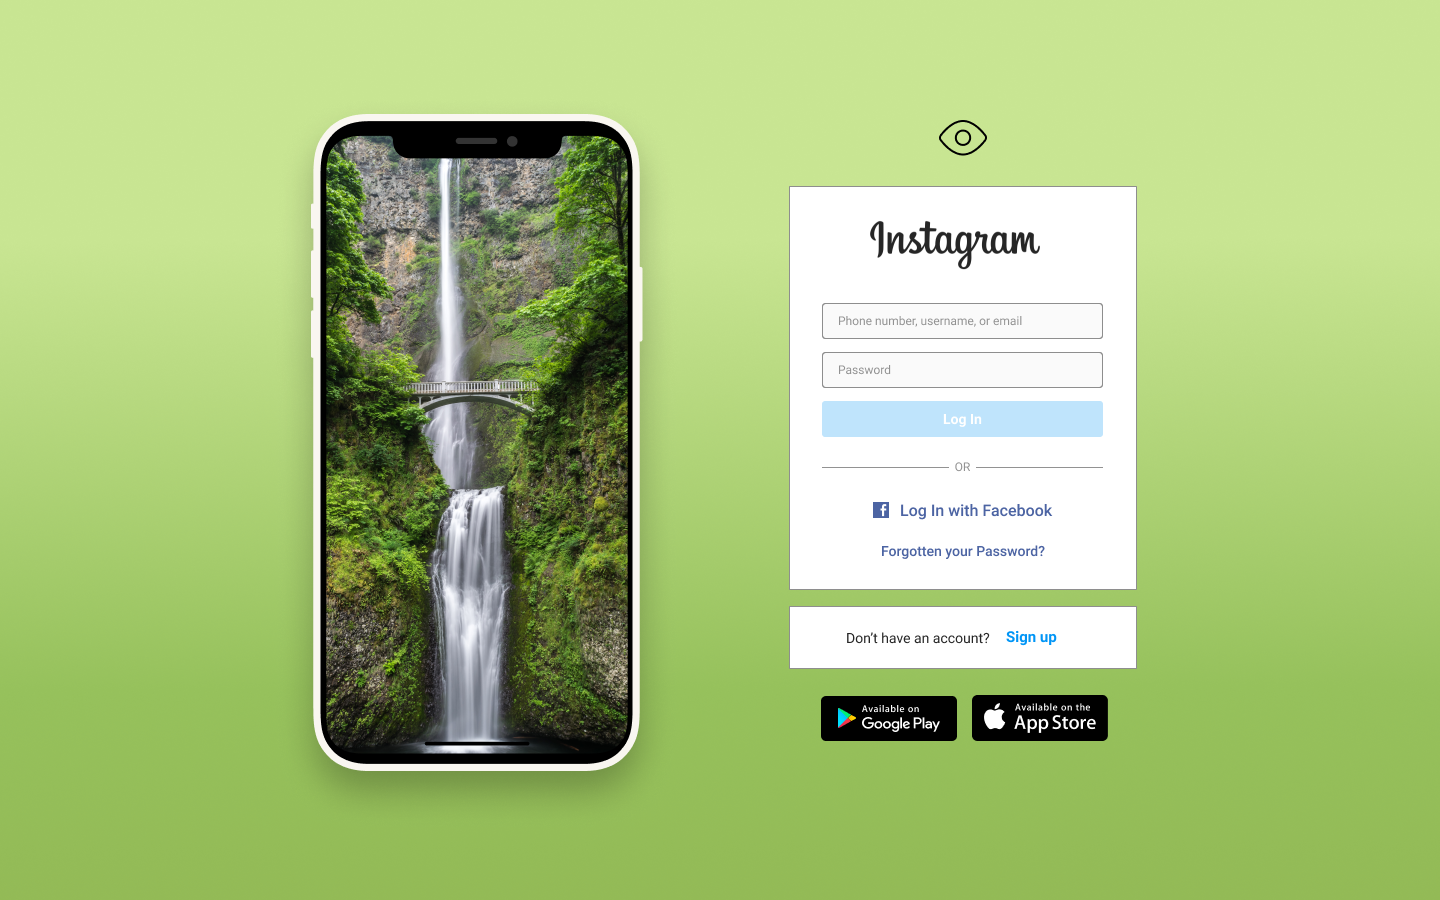 Instagram
Phone number, username, or email
Password
Log In
OR
Log In with Facebook
Forgotten your Password?
Don't have an account? Sign up
Available on
Google Play
Available on the
App Store